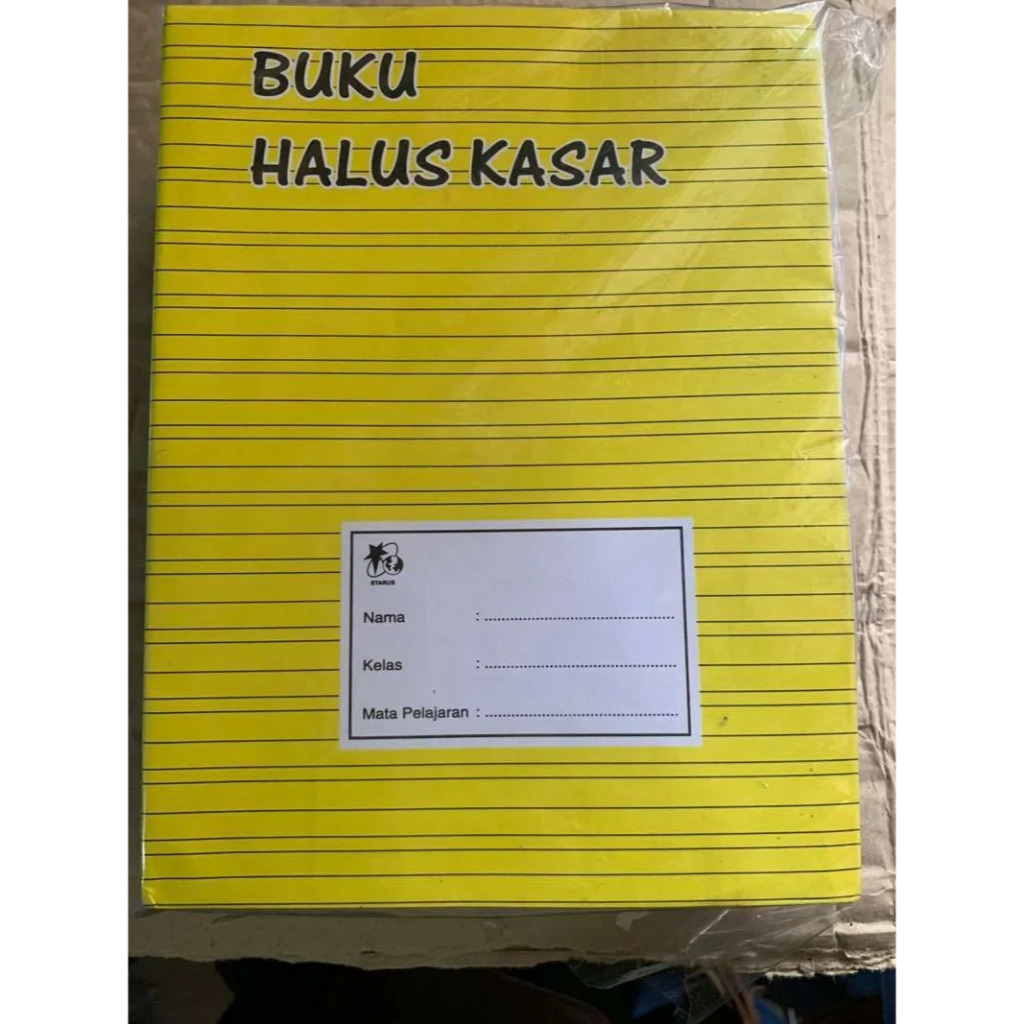 BUKU
HALUS KASAR
STARUS
Nama : ..........................................
Kelas : ..........................................
Mata Pelajaran : ..........................................